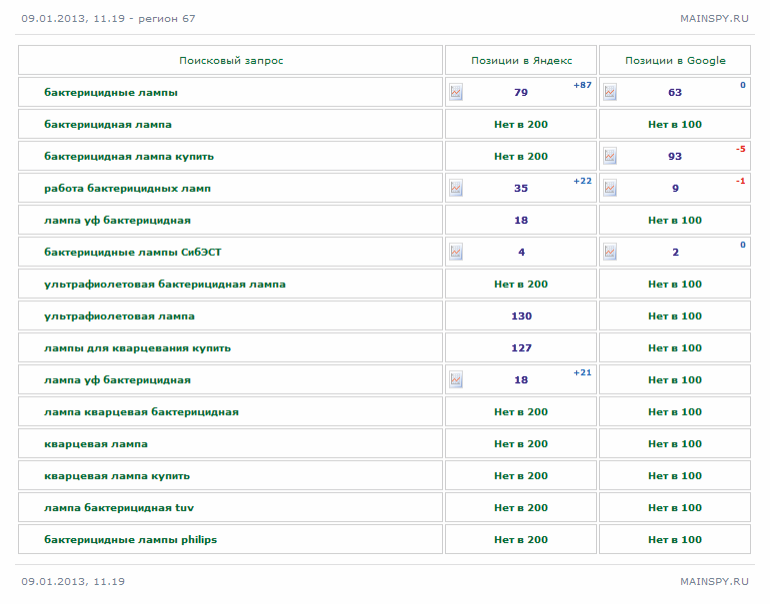 09.01.2013, 11.19 - регион 67 MAINSPY.RU
Поисковый запрос Позиции в Яндекс Позиции в Google
бактерицидные лампы 79 +87 63 0
бактерицидная лампа Нет в 200 Нет в 100
бактерицидная лампа купить Нет в 200 93 -5
работа бактерицидных ламп 35 +22 9 -1
лампа уф бактерицидная 18 Нет в 100
бактерицидные лампы СибЭСТ 4 2 0
ультрафиолетовая бактерицидная лампа Нет в 200 Нет в 100
ультрафиолетовая лампа 130 Нет в 100
лампы для кварцевания купить 127 Нет в 100
лампа уф бактерицидная 18 +21 Нет в 100
лампа кварцевая бактерицидная Нет в 200 Нет в 100
кварцевая лампа Нет в 200 Нет в 100
кварцевая лампа купить Нет в 200 Нет в 100
лампа бактерицидная tuv Нет в 200 Нет в 100
бактерицидные лампы philips Нет в 200 Нет в 100
09.01.2013, 11.19 MAINSPY.RU